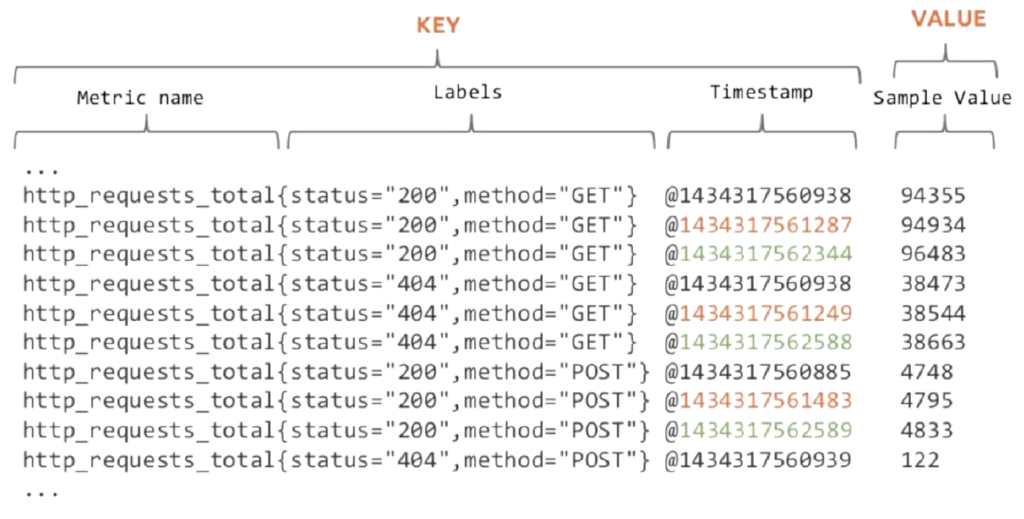 KEY VALUE
Metric name Labels Timestamp Sample Value
...
http_requests_total{status="200",method="GET"} @1434317560938 94355
http_requests_total{status="200",method="GET"} @1434317561287 94934
http_requests_total{status="200",method="GET"} @1434317562344 96483
http_requests_total{status="404",method="GET"} @1434317560938 38473
http_requests_total{status="404",method="GET"} @1434317561249 38544
http_requests_total{status="404",method="GET"} @1434317562588 38663
http_requests_total{status="200",method="POST"} @1434317560885 4748
http_requests_total{status="200",method="POST"} @1434317561483 4795
http_requests_total{status="200",method="POST"} @1434317562589 4833
http_requests_total{status="404",method="POST"} @1434317560939 122
...